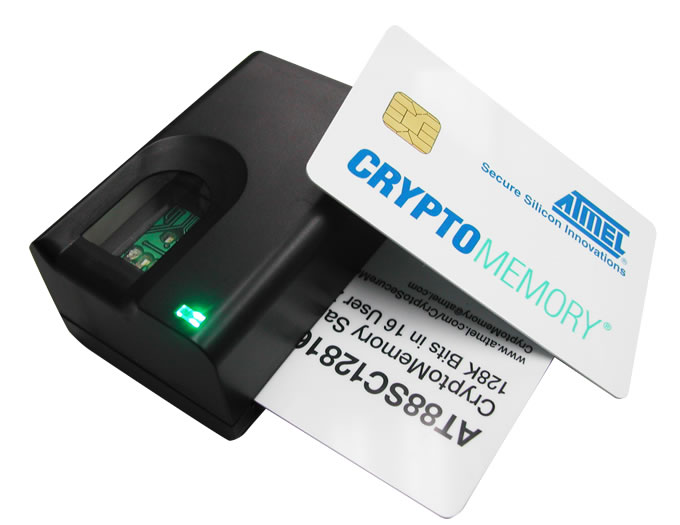 ATMEL®
Secure Silicon Innovations
CRYPTOMEMORY®
AT88SC12816
CryptoMemory Sa
128K Bits in 16 User
www.atmel.com/CryptoSecureM
CryptoMemory@atmel.com